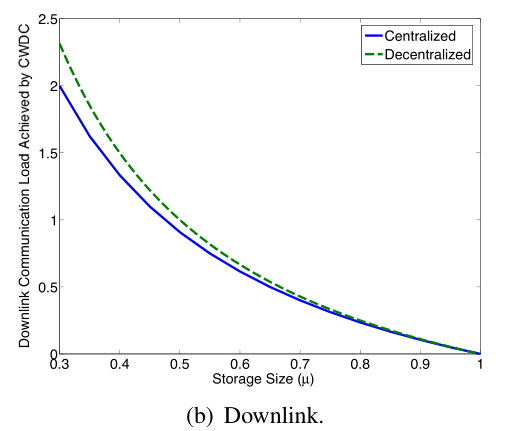 2.5
Centralized
Decentralized
2
1.5
1
0.5
0
0.3 0.4 0.5 0.6 0.7 0.8 0.9 1
Downlink Communication Load Achieved by CWDC
Storage Size (μ)
(b) Downlink.